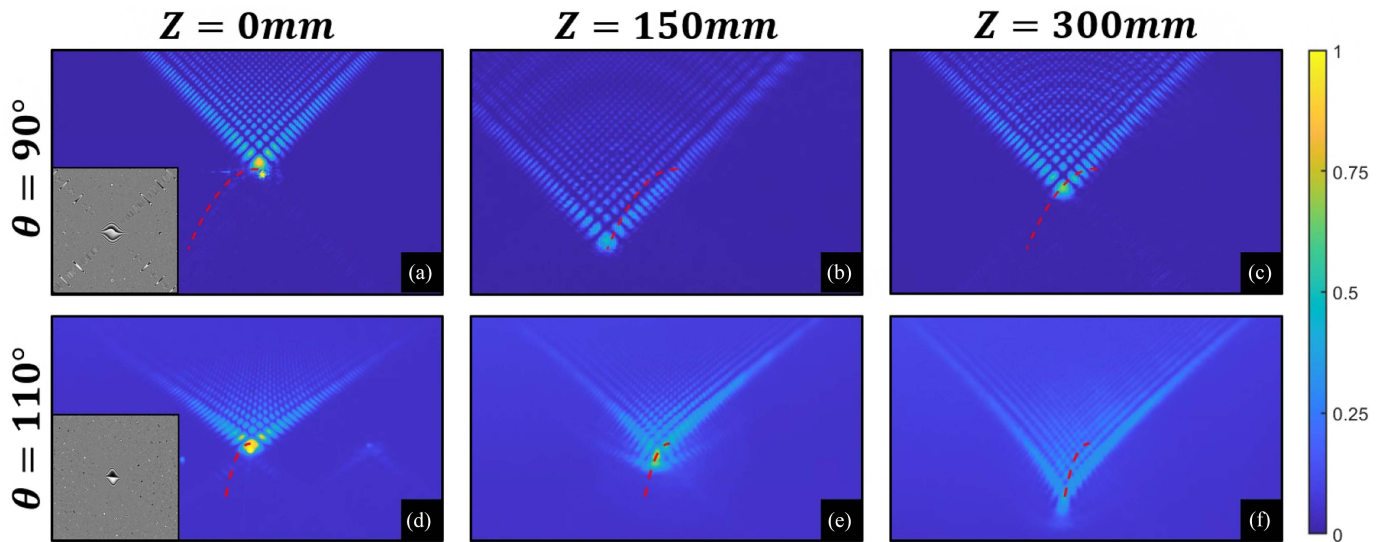 Z = 0mm
Z = 150mm
Z = 300mm
θ = 90°
(a)
(b)
(c)
θ = 110°
(d)
(e)
(f)
1
0.75
0.5
0.25
0